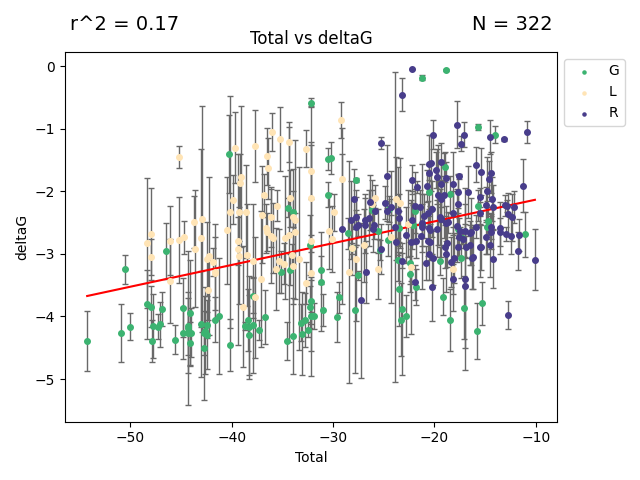 r^2 = 0.17
N = 322
Total vs deltaG
G
L
R
0
−1
−2
−3
−4
−5
deltaG
−50
−40
−30
−20
−10
Total